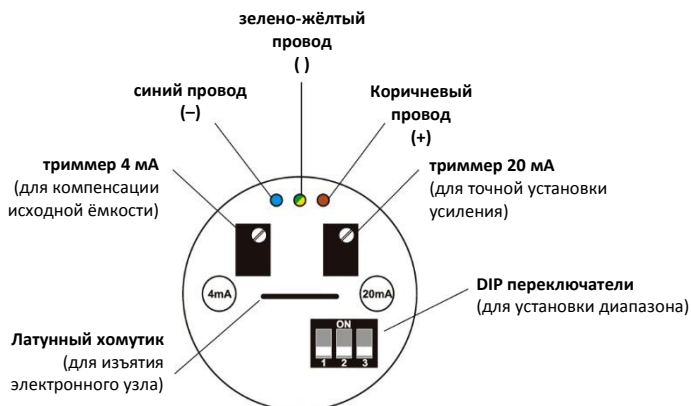 зелено-жёлтый
провод
( )
синий провод
(–)
Коричневый
провод
(+)
триммер 4 мА
(для компенсации
исходной ёмкости)
триммер 20 мА
(для точной установки
усиления)
4mA
20mA
DIP переключатели
(для установки диапазона)
ON
1 2 3
Латунный хомутик
(для изъятия
электронного узла)